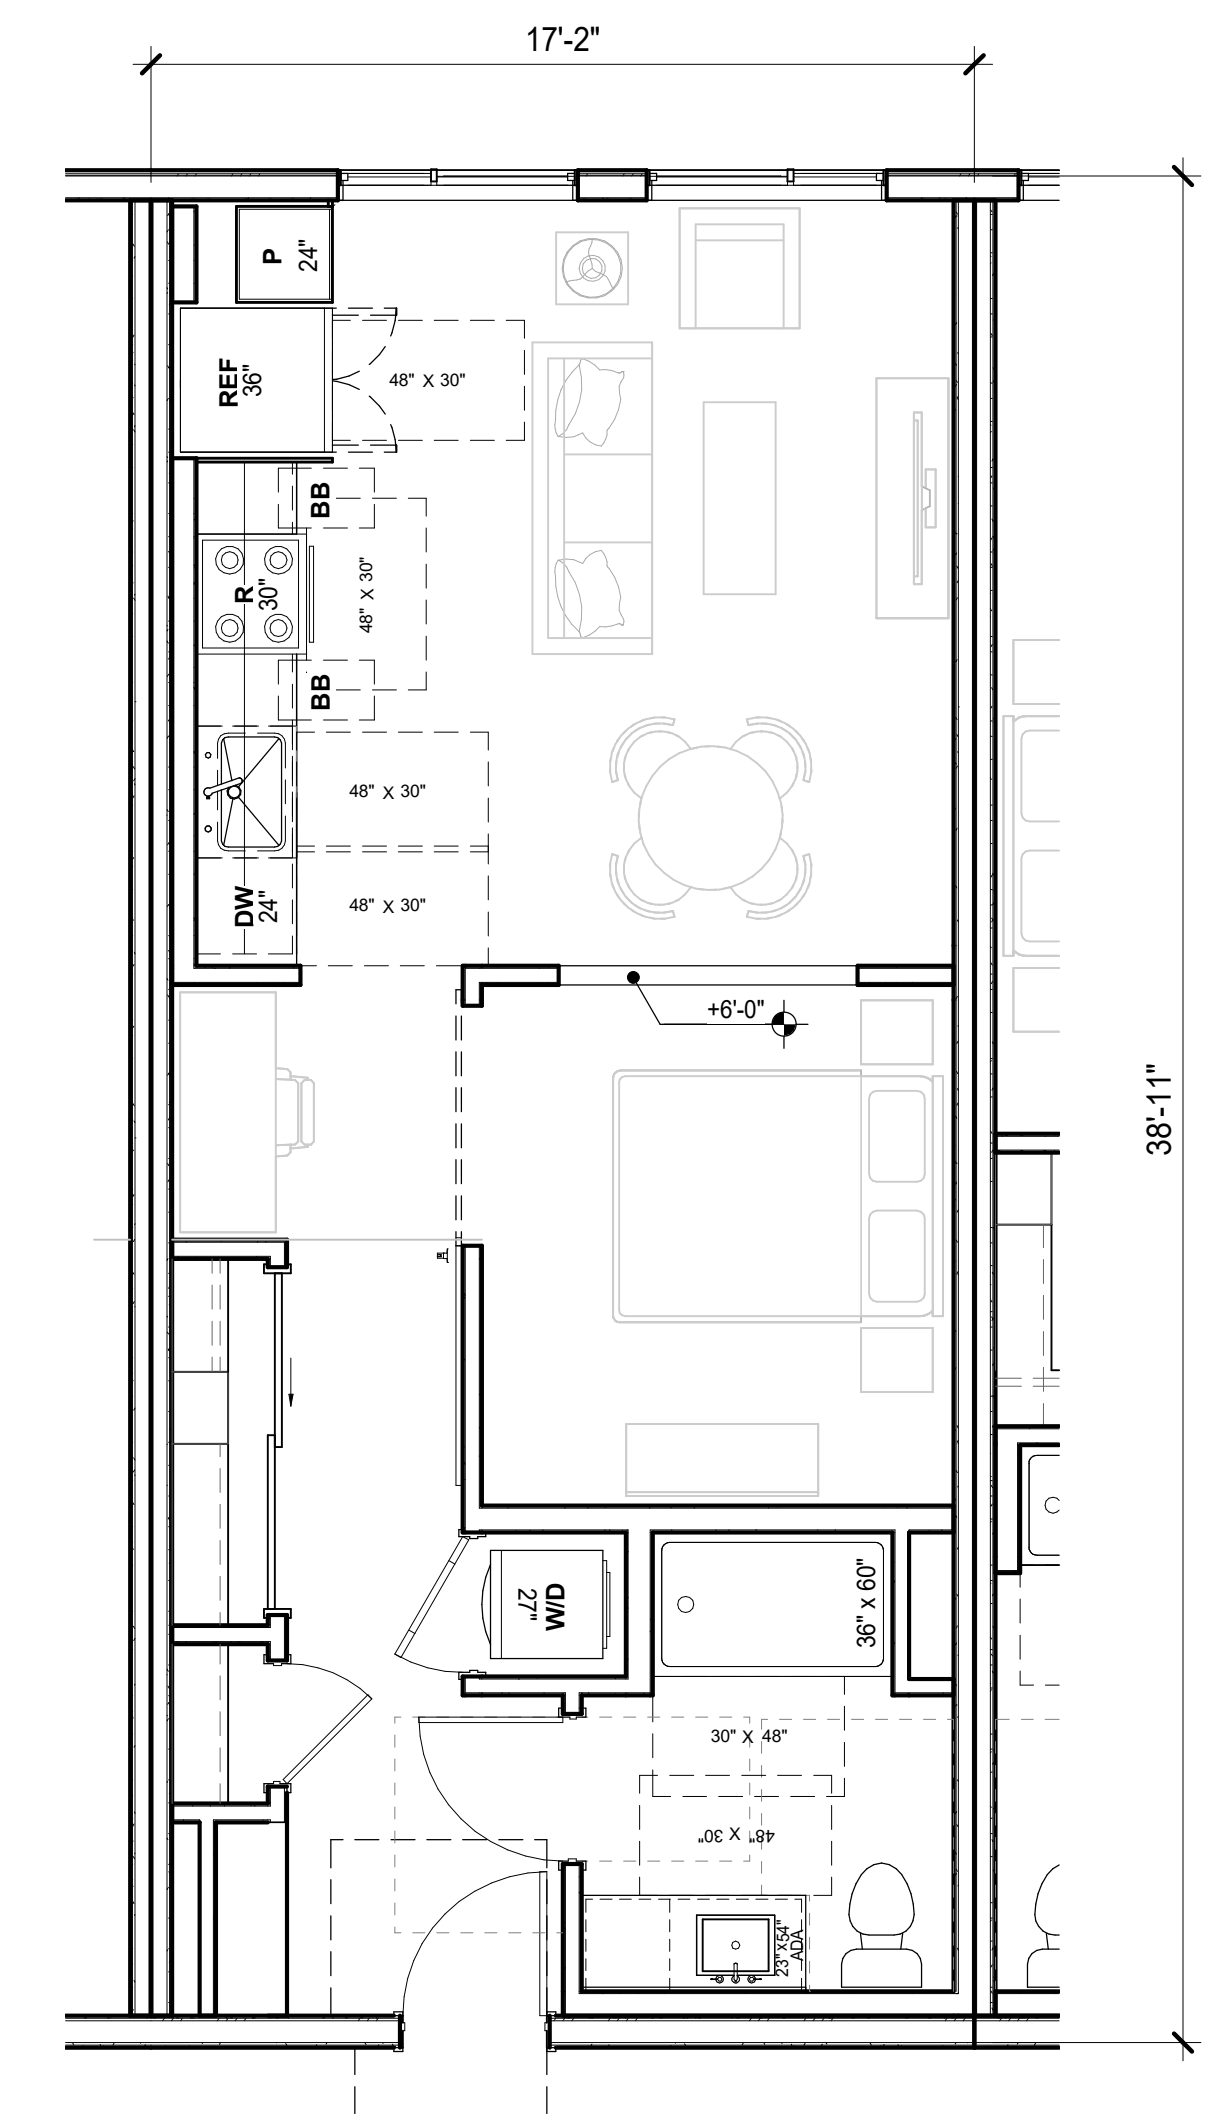 17'-2"
P
24"
REF
36"
48" X 30"
BB
R
30"
48" X 30"
BB
48" X 30"
DW
24"
48" X 30"
+6'-0"
38'-11"
W/D
27"
36" x 60"
30" X 48"
48" X 30"
23"x54"
ADA